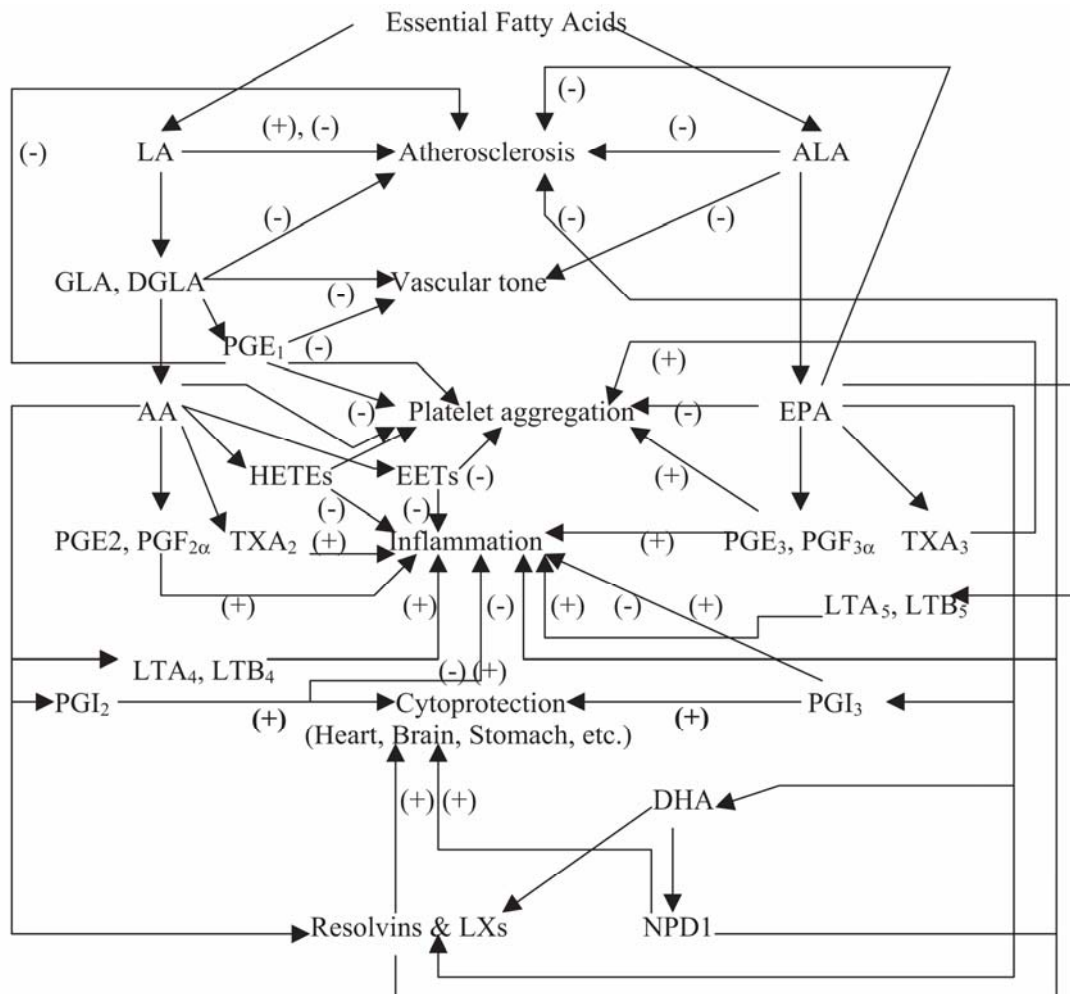 Essential Fatty Acids
(-)
(+), (-) (-)
(-) LA Atherosclerosis ALA
(-) (-) (-)
GLA, DGLA Vascular tone
(-)
PGE₁ (-)
(+)
AA (-) Platelet aggregation (-) EPA
HETEs EETs (-)
(-) (-) (+)
PGE2, PGF₂α TXA₂ (+) Inflammation (+) PGE₃, PGF₃α TXA₃
(+) (+) (-) (+) (-) (+) LTA₅, LTB₅
LTA₄, LTB₄ (-) (+)
PGI₂ (+) Cytoprotection (+) PGI₃
(Heart, Brain, Stomach, etc.)
(+) (+) DHA
Resolvins & LXs NPD1